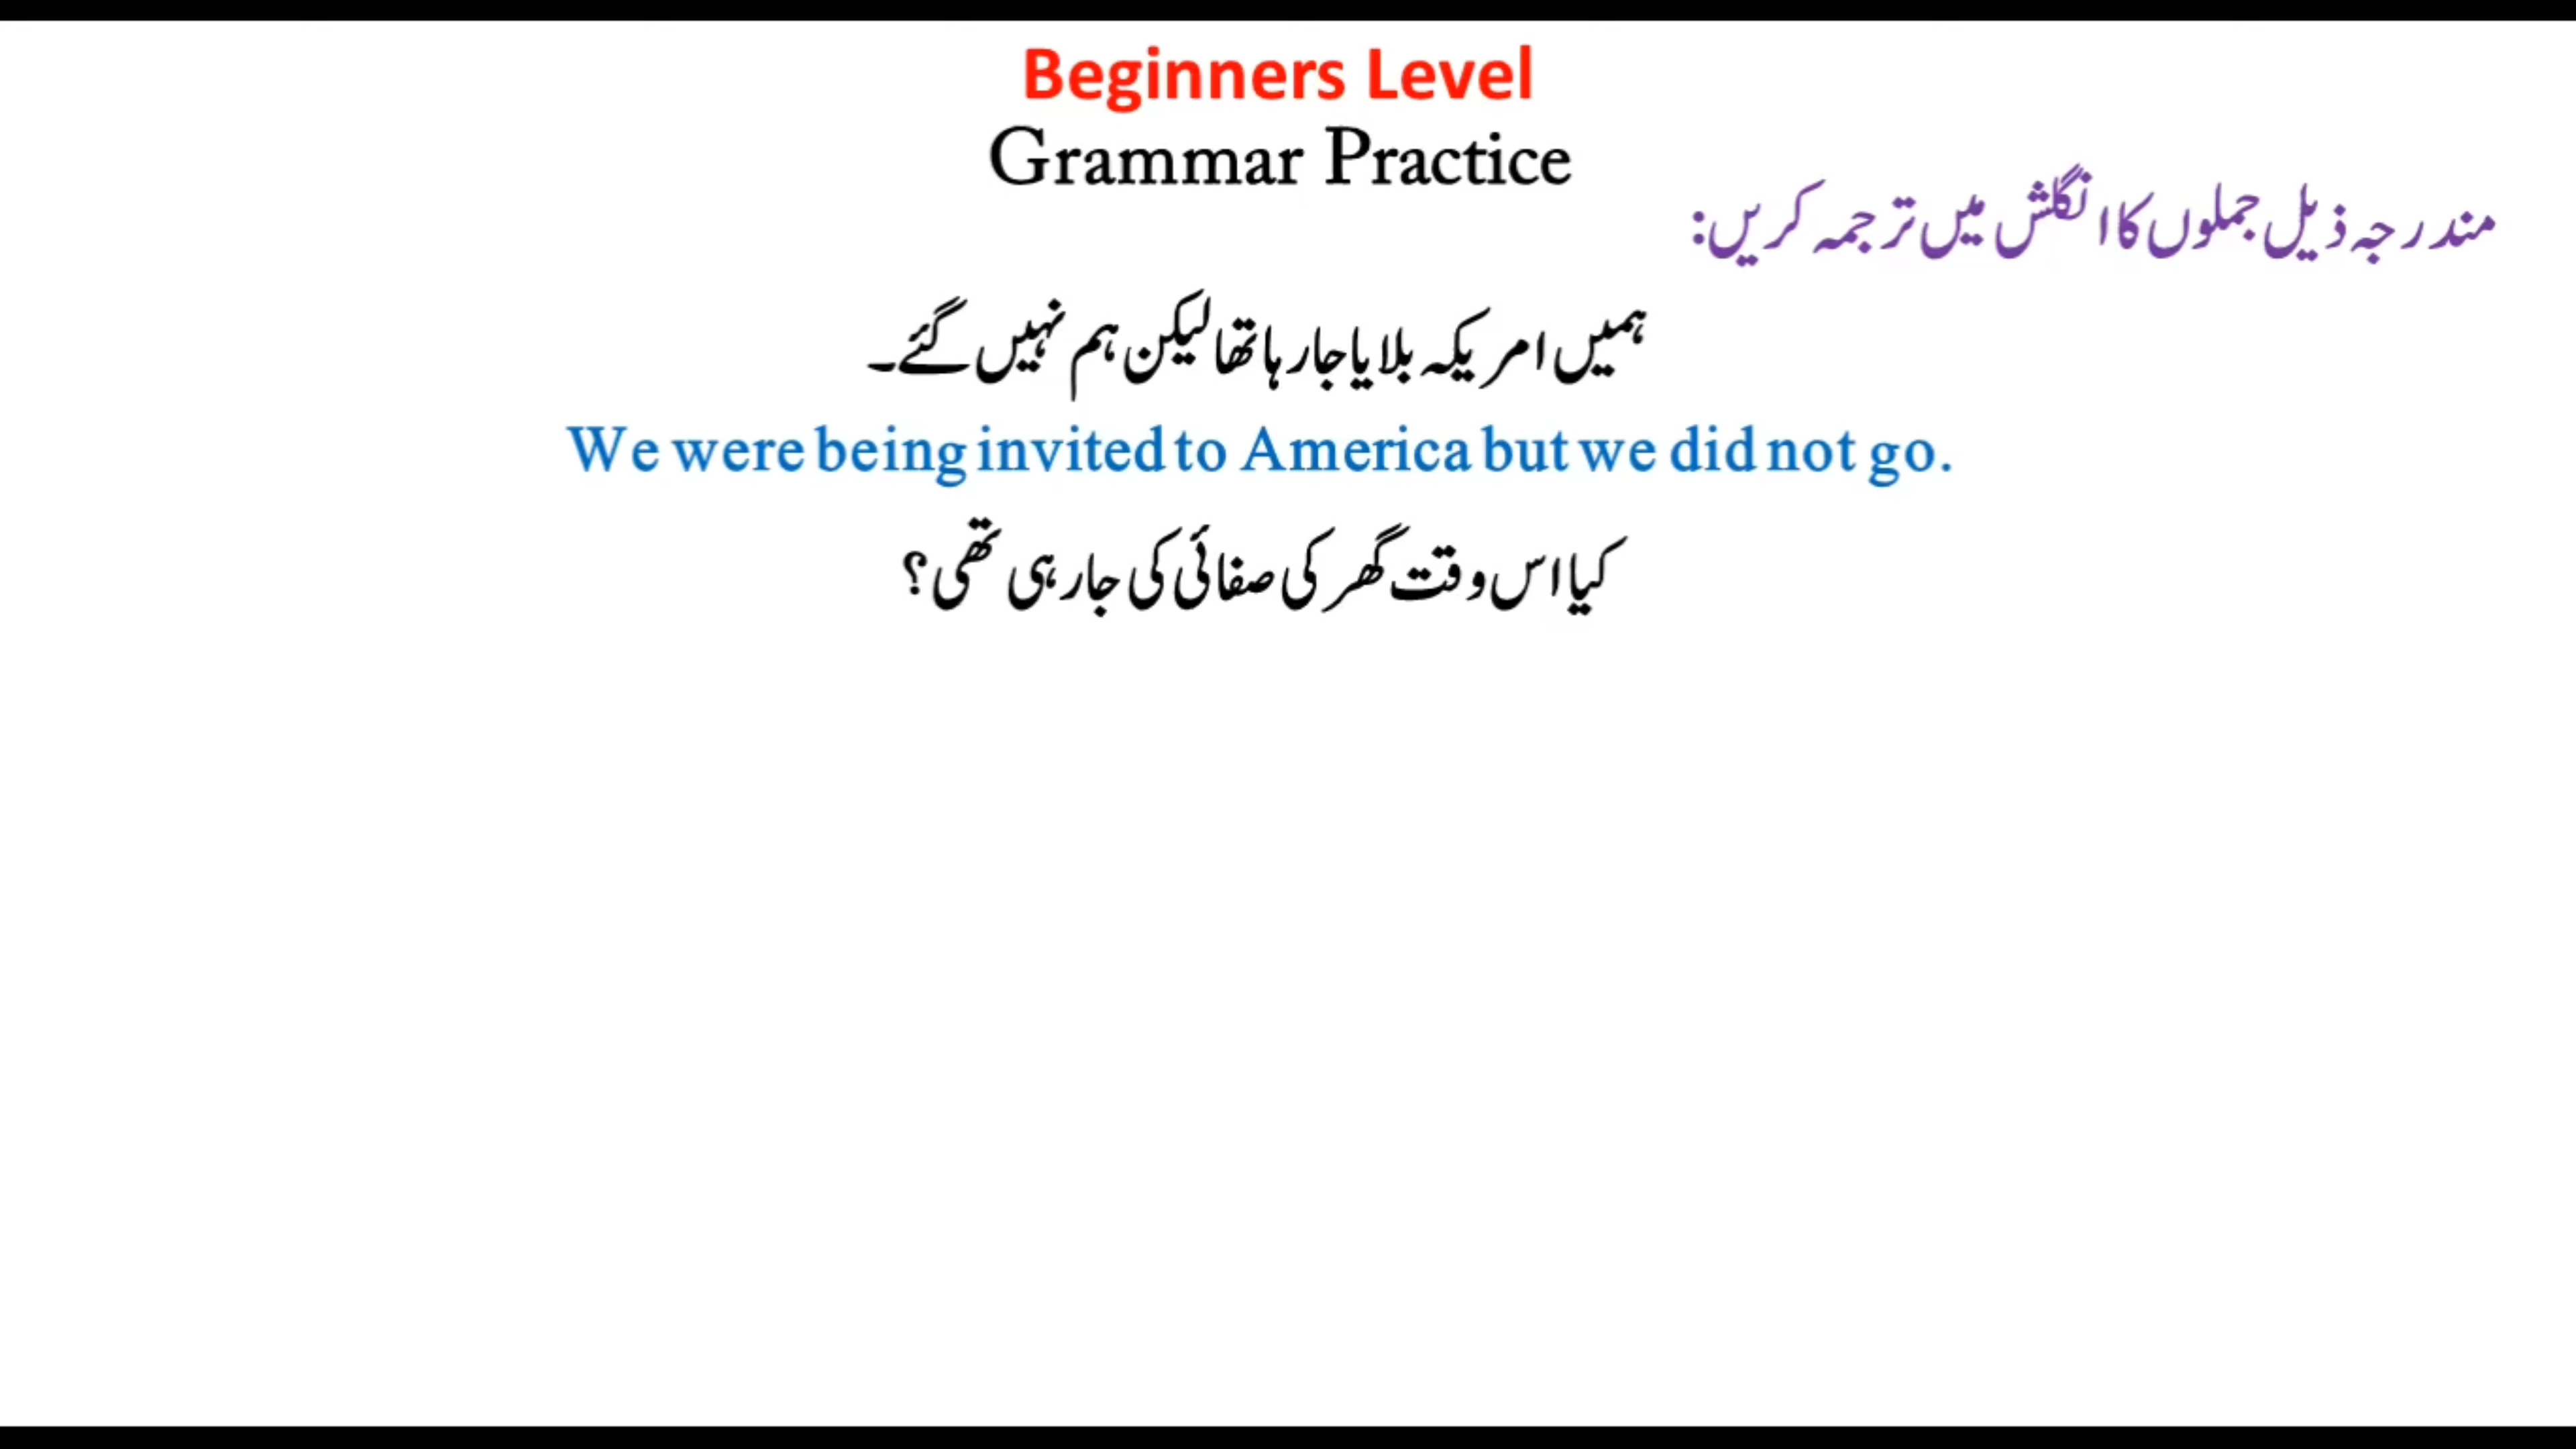 Beginners Level
Grammar Practice
مندرجہ ذیل جملوں کا انگلش میں ترجمہ کریں:
ہمیں امریکہ بلایا جا رہا تھا لیکن ہم نہیں گئے۔
We were being invited to America but we did not go.
کیا اس وقت گھر کی صفائی کی جا رہی تھی؟